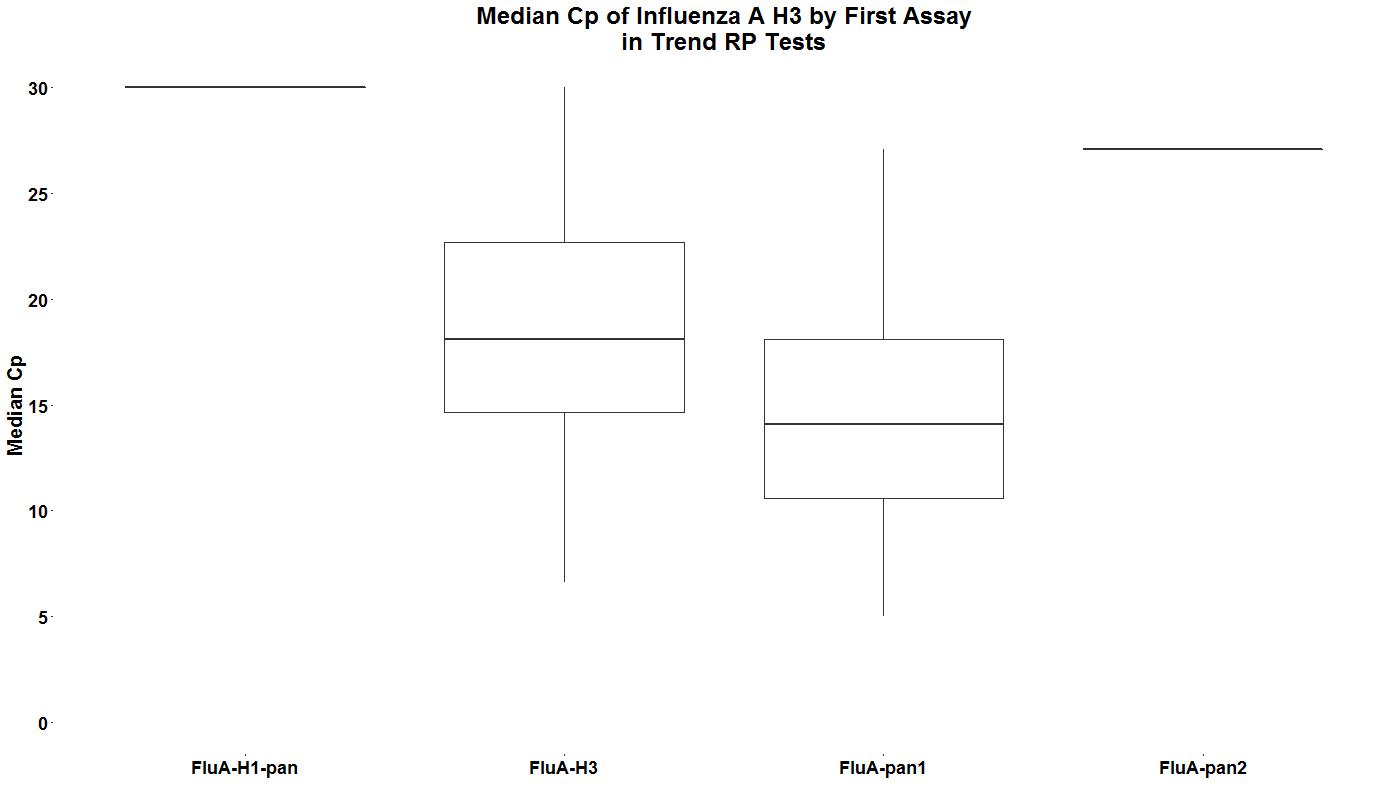 Median Cp of Influenza A H3 by First Assay
in Trend RP Tests
Median Cp
30
25
20
15
10
5
0
FluA-H1-pan
FluA-H3
FluA-pan1
FluA-pan2